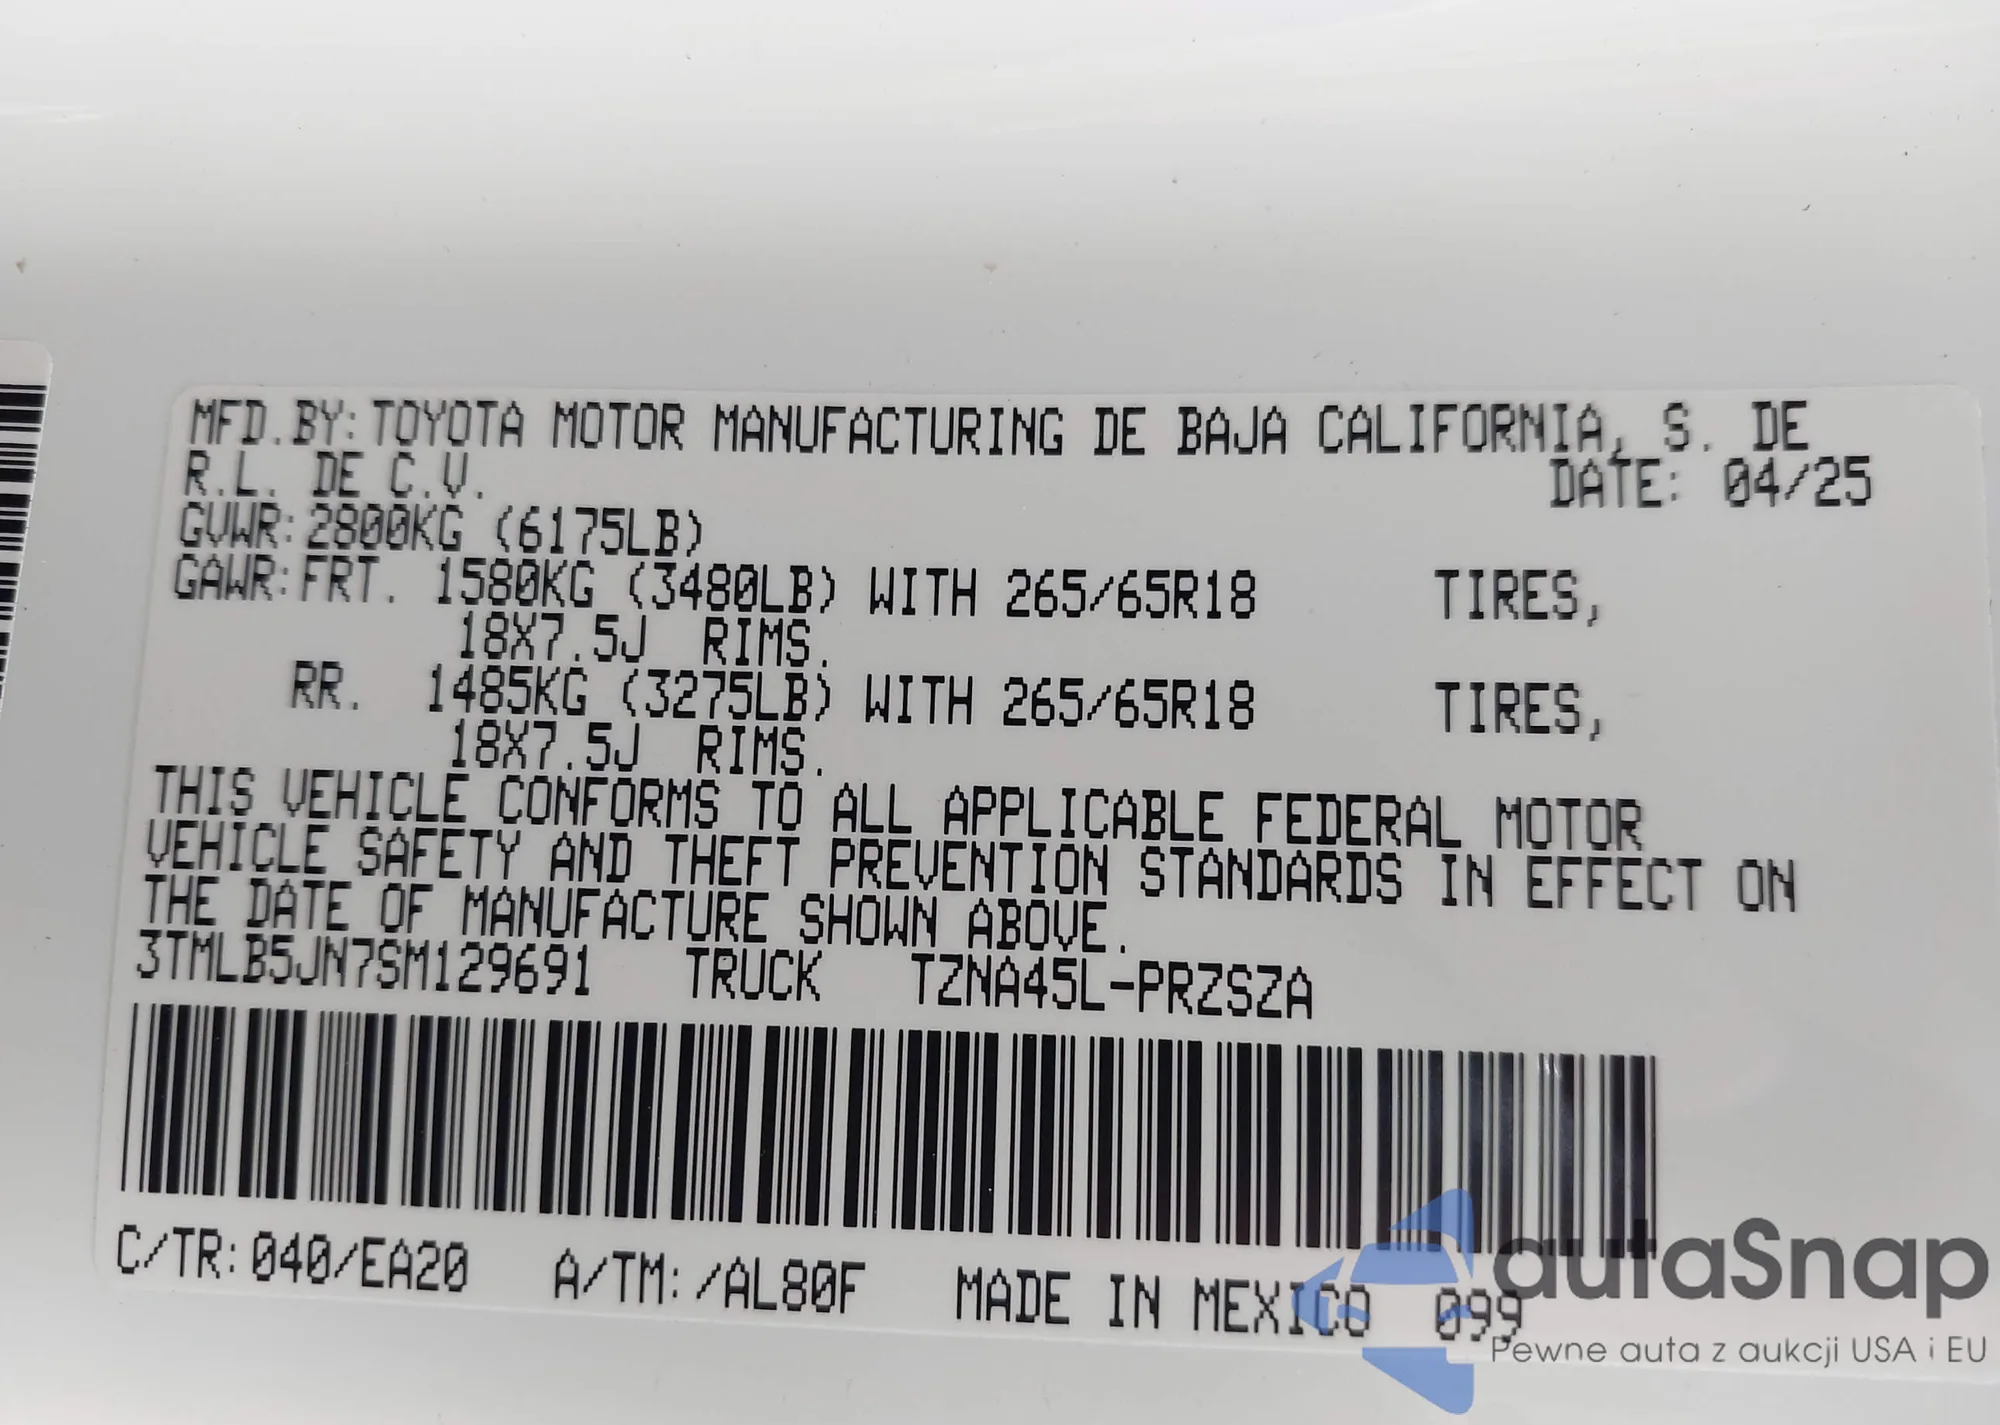 MFD.BY:TOYOTA MOTOR MANUFACTURING DE BAJA CALIFORNIA, S. DE
R.L. DE C.V. DATE: 04/25
GVWR:2800KG (6175LB)
GAWR:FRT. 1580KG (3480LB) WITH 265/65R18 TIRES,
18X7.5J RIMS.
RR. 1485KG (3275LB) WITH 265/65R18 TIRES,
18X7.5J RIMS.
THIS VEHICLE CONFORMS TO ALL APPLICABLE FEDERAL MOTOR
VEHICLE SAFETY AND THEFT PREVENTION STANDARDS IN EFFECT ON
THE DATE OF MANUFACTURE SHOWN ABOVE.
3TMLB5JN7SM129691 TRUCK TZNA45L-PRZSZA
C/TR:040/EA20 A/TM:/AL80F MADE IN MEXICO 099
autaSnap
Pewne auta z aukcji USA i EU